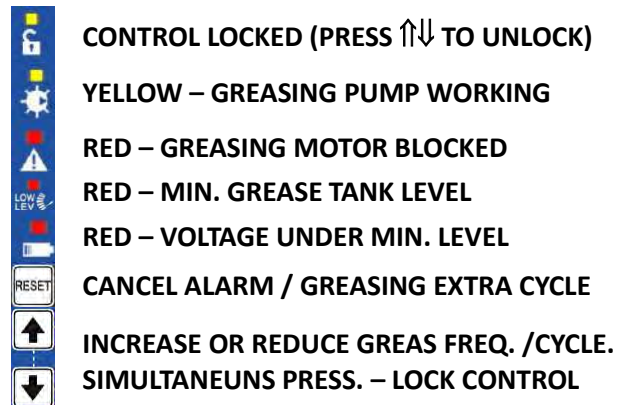 CONTROL LOCKED (PRESS ⇑⇓ TO UNLOCK)
YELLOW – GREASING PUMP WORKING
RED – GREASING MOTOR BLOCKED
LOW
LEV
RED – MIN. GREASE TANK LEVEL
RED – VOLTAGE UNDER MIN. LEVEL
RESET
CANCEL ALARM / GREASING EXTRA CYCLE
INCREASE OR REDUCE GREAS FREQ. /CYCLE.
SIMULTANEUNS PRESS. – LOCK CONTROL